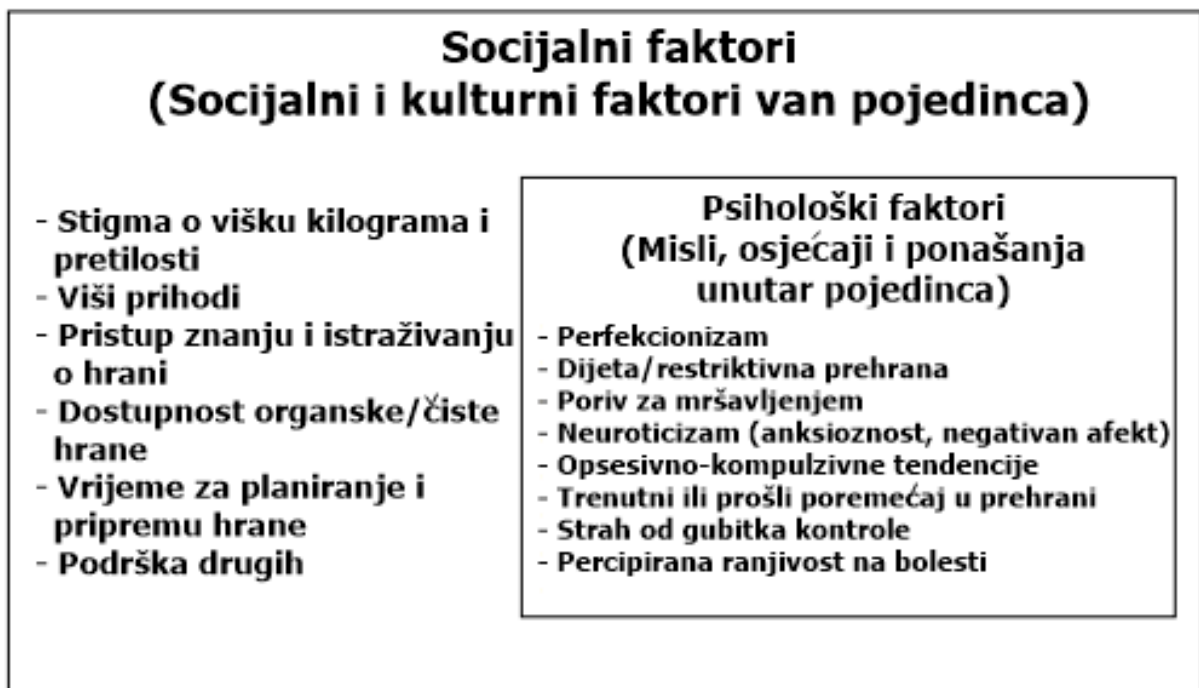 Socijalni faktori
(Socijalni i kulturni faktori van pojedinca)
- Stigma o višku kilograma i
pretilosti
- Viši prihodi
- Pristup znanju i istraživanju
o hrani
- Dostupnost organske/čiste
hrane
- Vrijeme za planiranje i
pripremu hrane
- Podrška drugih
Psihološki faktori
(Misli, osjećaji i ponašanja
unutar pojedinca)
- Perfekcionizam
- Dijeta/restriktivna prehrana
- Poriv za mršavljenjem
- Neuroticizam (anksioznost, negativan afekt)
- Opsesivno-kompulzivne tendencije
- Trenutni ili prošli poremećaj u prehrani
- Strah od gubitka kontrole
- Percipirana ranjivost na bolesti